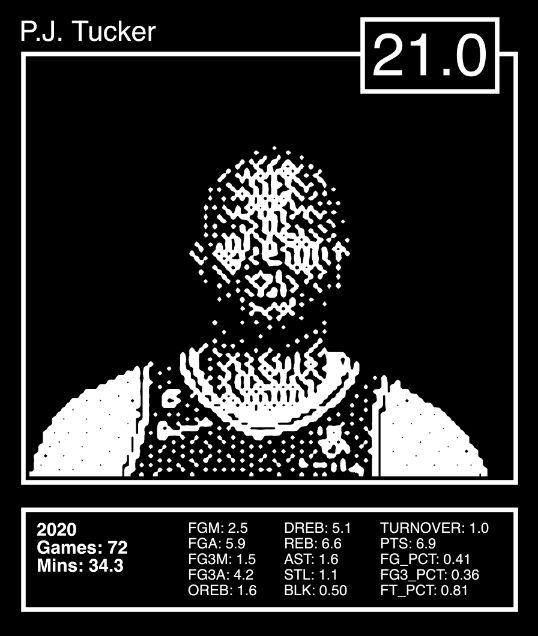 P.J. Tucker
21.0
2020
Games: 72
Mins: 34.3
FGM: 2.5
FGA: 5.9
FG3M: 1.5
FG3A: 4.2
OREB: 1.6
DREB: 5.1
REB: 6.6
AST: 1.6
STL: 1.1
BLK: 0.50
TURNOVER: 1.0
PTS: 6.9
FG_PCT: 0.41
FG3_PCT: 0.36
FT_PCT: 0.81